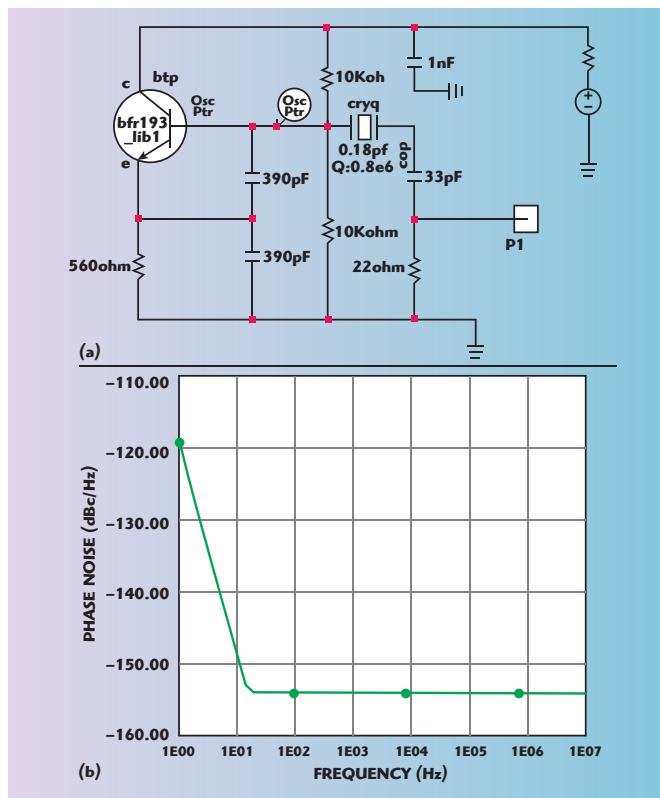 c btp
Osc
Ptr
bfr193
_lib1
e
10Koh
Osc
Ptr
1nF
cryq
0.18pf
Q:0.8e6
cop
33pF
390pF
10Kohm
P1
390pF
22ohm
560ohm
+
−
(a)
PHASE NOISE (dBc/Hz)
−110.00
−120.00
−130.00
−140.00
−150.00
−160.00
1E00 1E01 1E02 1E03 1E04 1E05 1E06 1E07
(b) FREQUENCY (Hz)